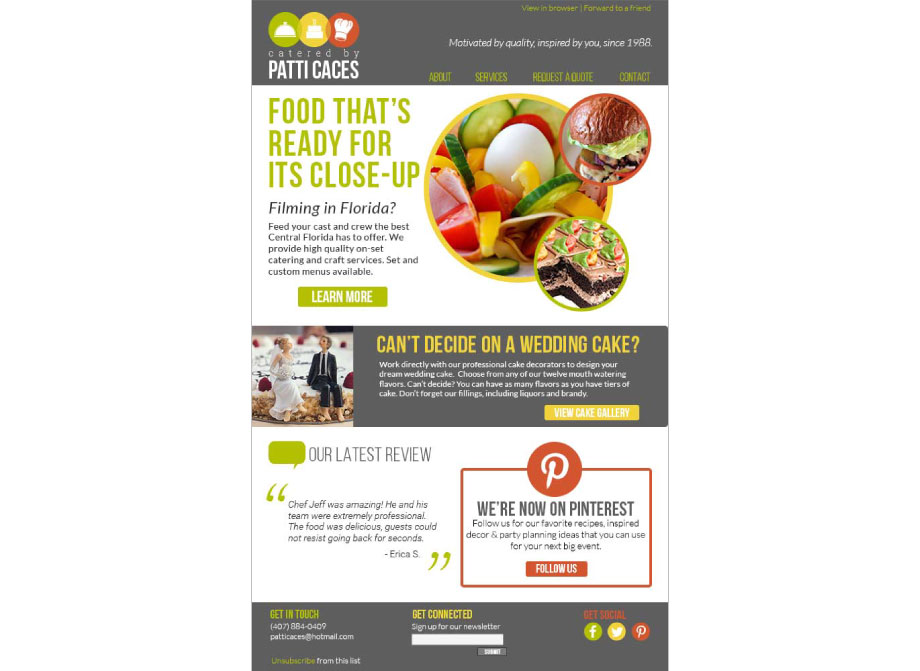 View in browser | Forward to a friend
Motivated by quality, inspired by you, since 1988.
catered by
PATTI CACES
ABOUT SERVICES REQUEST A QUOTE CONTACT
FOOD THAT'S
READY FOR
ITS CLOSE-UP
Filming in Florida?
Feed your cast and crew the best
Central Florida has to offer. We
provide high quality on-set
catering and craft services. Set and
custom menus available.
LEARN MORE
CAN'T DECIDE ON A WEDDING CAKE?
Work directly with our professional cake decorators to design your
dream wedding cake. Choose from any of our twelve mouth watering
flavors. Can't decide? You can have as many flavors as you have tiers of
cake. Don't forget our fillings, including liquors and brandy.
VIEW CAKE GALLERY
OUR LATEST REVIEW
“
Chef Jeff was amazing! He and his
team were extremely professional.
The food was delicious, guests could
not resist going back for seconds.
- Erica S.
”
WE'RE NOW ON PINTEREST
Follow us for our favorite recipes, inspired
decor & party planning ideas that you can use
for your next big event.
FOLLOW US
GET IN TOUCH
(407) 884-0409
patticaces@hotmail.com
Unsubscribe from this list
GET CONNECTED
Sign up for our newsletter
SUBMIT
GET SOCIAL